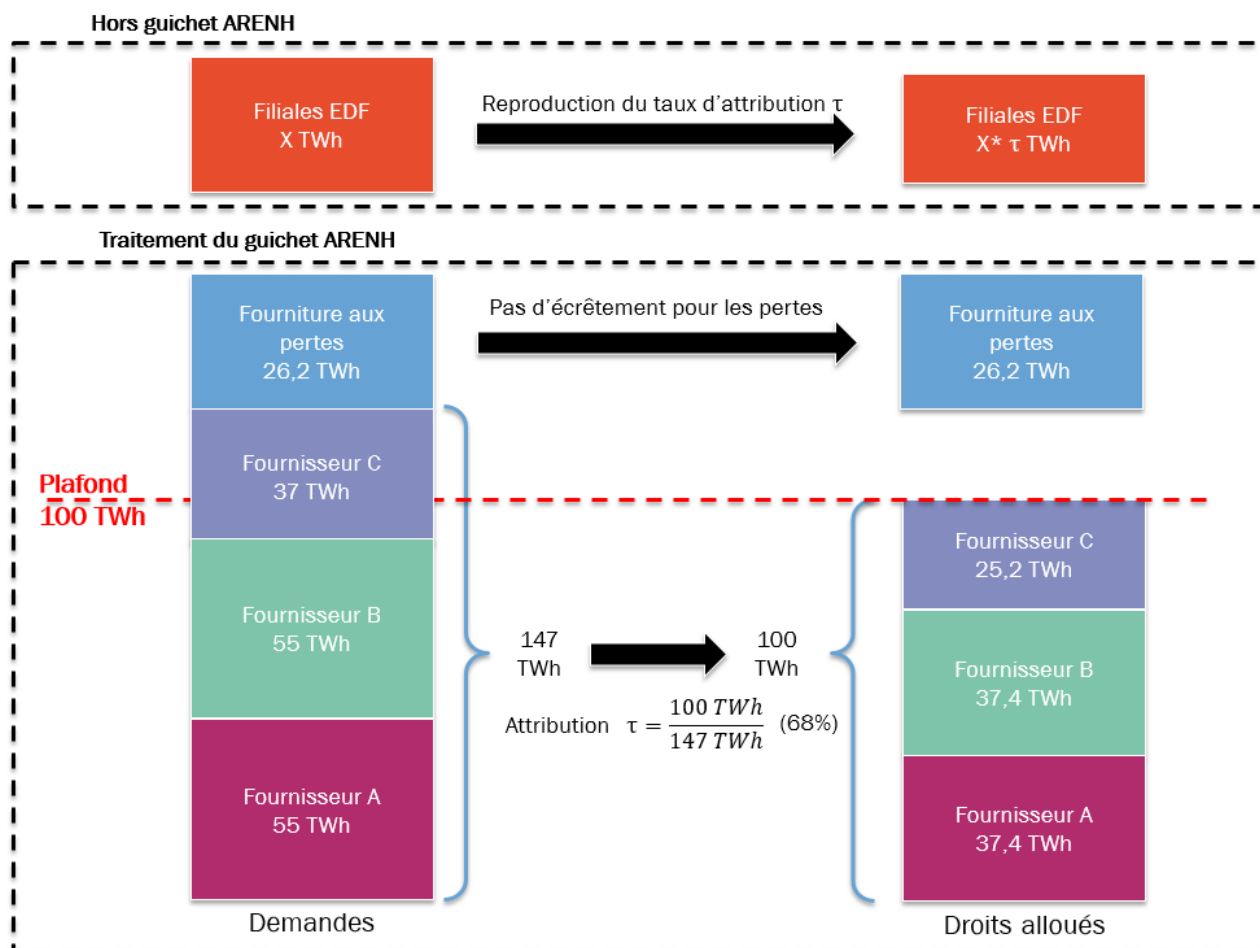 Hors guichet ARENH
Filiales EDF
X TWh
Reproduction du taux d'attribution τ
Filiales EDF
X* τ TWh
Traitement du guichet ARENH
Fourniture aux
pertes
26,2 TWh
Pas d'écrêtement pour les pertes
Fourniture aux
pertes
26,2 TWh
Fournisseur C
37 TWh
Plafond
100 TWh
Fournisseur C
25,2 TWh
Fournisseur B
55 TWh
147
TWh
100
TWh
Attribution τ = 100 TWh / 147 TWh (68%)
Fournisseur B
37,4 TWh
Fournisseur A
55 TWh
Fournisseur A
37,4 TWh
Demandes
Droits alloués